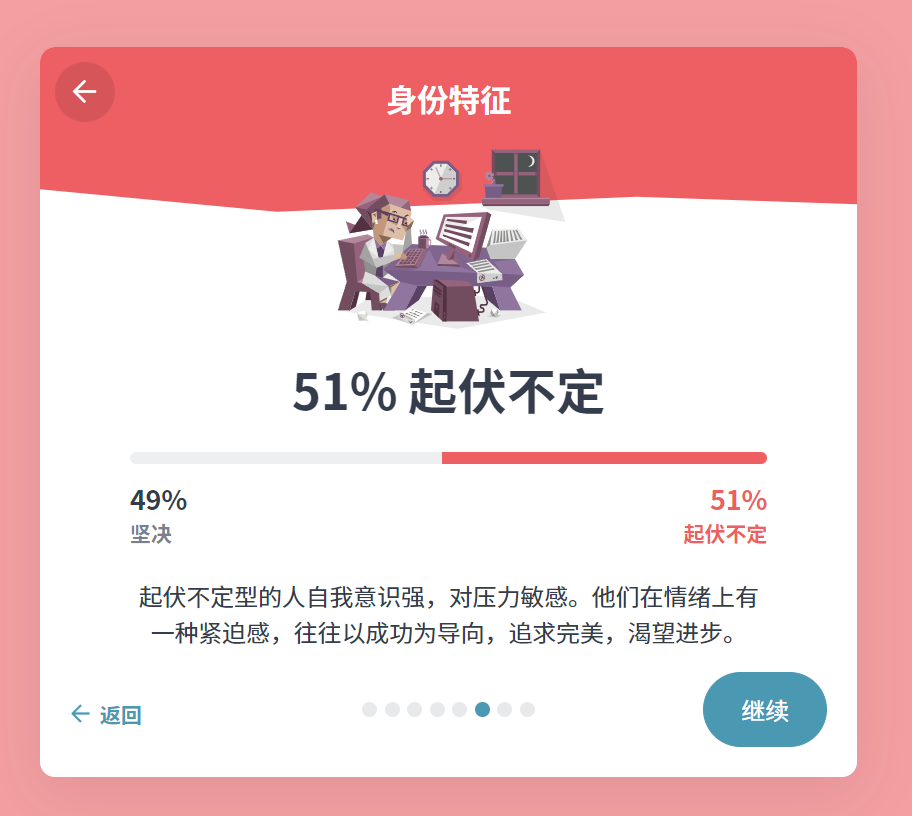 身份特征
51% 起伏不定
49%
51%
坚决
起伏不定
起伏不定型的人自我意识强，对压力敏感。他们在情绪上有
一种紧迫感，往往以成功为导向，追求完美，渴望进步。
返回
继续